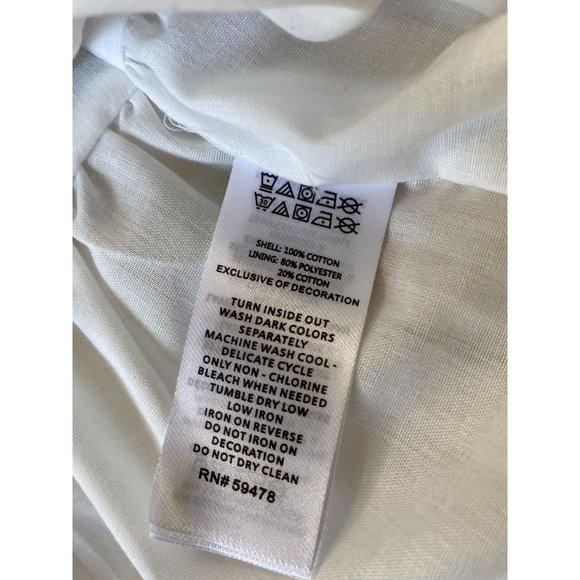 30
SHELL: 100% COTTON
LINING: 80% POLYESTER
20% COTTON
EXCLUSIVE OF DECORATION
TURN INSIDE OUT
WASH DARK COLORS
SEPARATELY
MACHINE WASH COOL -
DELICATE CYCLE
ONLY NON - CHLORINE
BLEACH WHEN NEEDED
TUMBLE DRY LOW
LOW IRON
IRON ON REVERSE
DO NOT IRON ON
DECORATION
DO NOT DRY CLEAN
RN# 59478